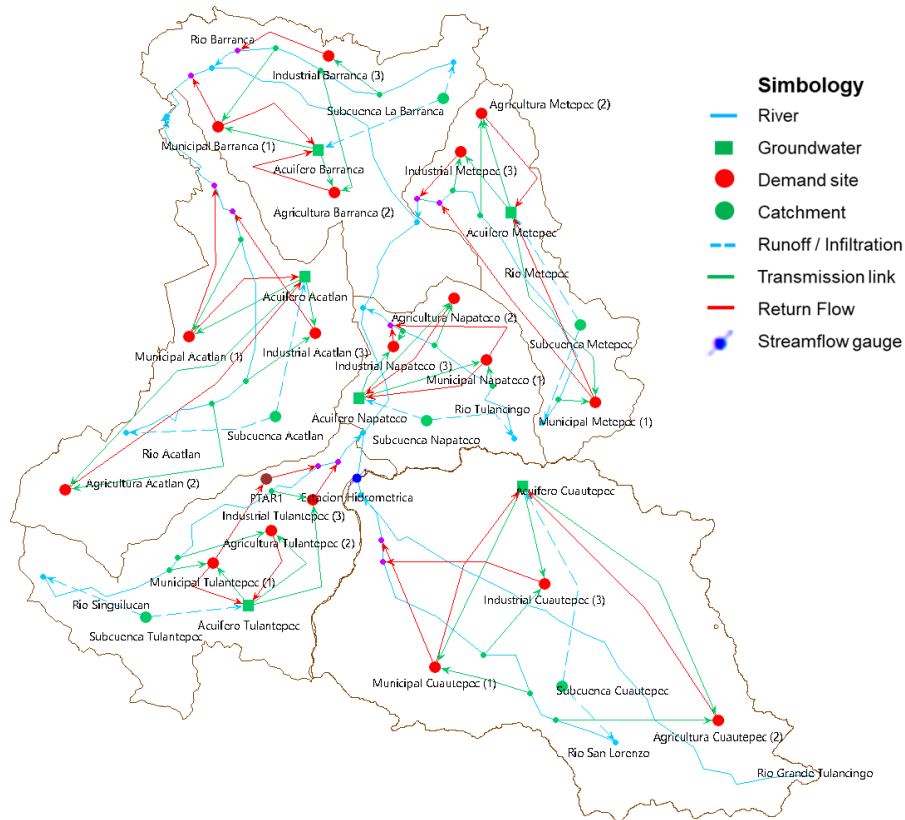 Rio Barranca
Industrial Barranca (3)
Subcuenca La Barranca
Agricultura Metepec (2)
Municipal Barranca (1)
Acuifero Barranca
Industrial Metepec (3)
Agricultura Barranca (2)
Acuifero Metepec
Rio Metepec
Acuifero Acatlan
Agricultura Napateco (2)
Subcuenca Metepec
Municipal Acatlan (1)
Industrial Acatlan (3)
Industrial Napateco (3)
Municipal Napateco (1)
Acuifero Napateco
Rio Tulancingo
Municipal Metepec (1)
Subcuenca Acatlan
Subcuenca Napateco
Rio Acatlan
Agricultura Acatlan (2)
PTAR1
Estacion Hidrometrica
Acuifero Cuautepec
Industrial Tulantepec (3)
Agricultura Tulantepec (2)
Municipal Tulantepec (1)
Industrial Cuautepec (3)
Rio Singuilucan
Acuifero Tulantepec
Subcuenca Tulantepec
Municipal Cuautepec (1)
Subcuenca Cuautepec
Agricultura Cuautepec (2)
Rio San Lorenzo
Rio Grande Tulancingo
Simbology
River
Groundwater
Demand site
Catchment
Runoff / Infiltration
Transmission link
Return Flow
Streamflow gauge